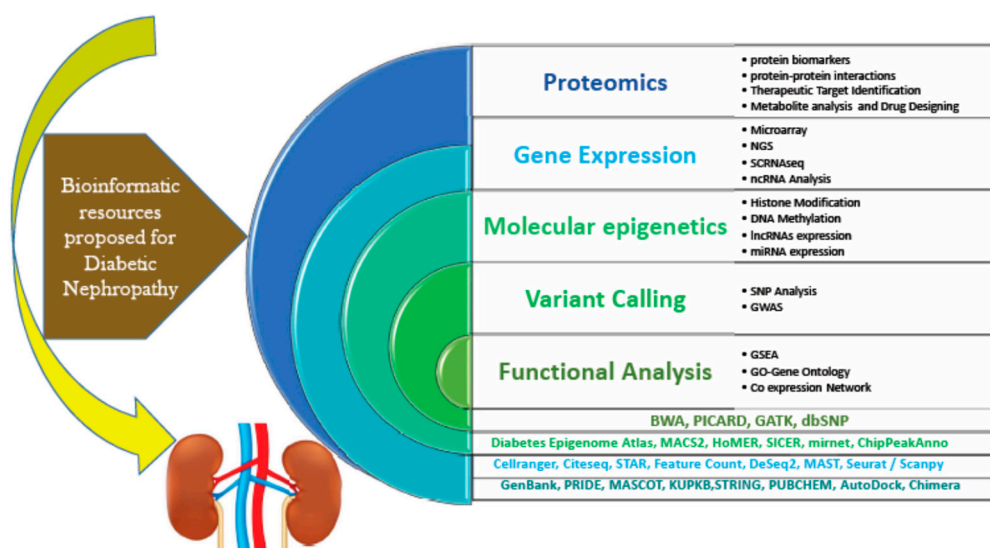 Bioinformatic
resources
proposed for
Diabetic
Nephropathy
Proteomics
• protein biomarkers
• protein-protein interactions
• Therapeutic Target Identification
• Metabolite analysis and Drug Designing
Gene Expression
• Microarray
• NGS
• SCRNAseq
• ncRNA Analysis
Molecular epigenetics
• Histone Modification
• DNA Methylation
• lncRNAs expression
• miRNA expression
Variant Calling
• SNP Analysis
• GWAS
Functional Analysis
• GSEA
• GO-Gene Ontology
• Co expression Network
BWA, PICARD, GATK, dbSNP
Diabetes Epigenome Atlas, MACS2, HoMER, SICER, mirnet, ChipPeakAnno
Cellranger, Citeseq, STAR, Feature Count, DeSeq2, MAST, Seurat / Scanpy
GenBank, PRIDE, MASCOT, KUPKB,STRING, PUBCHEM, AutoDock, Chimera